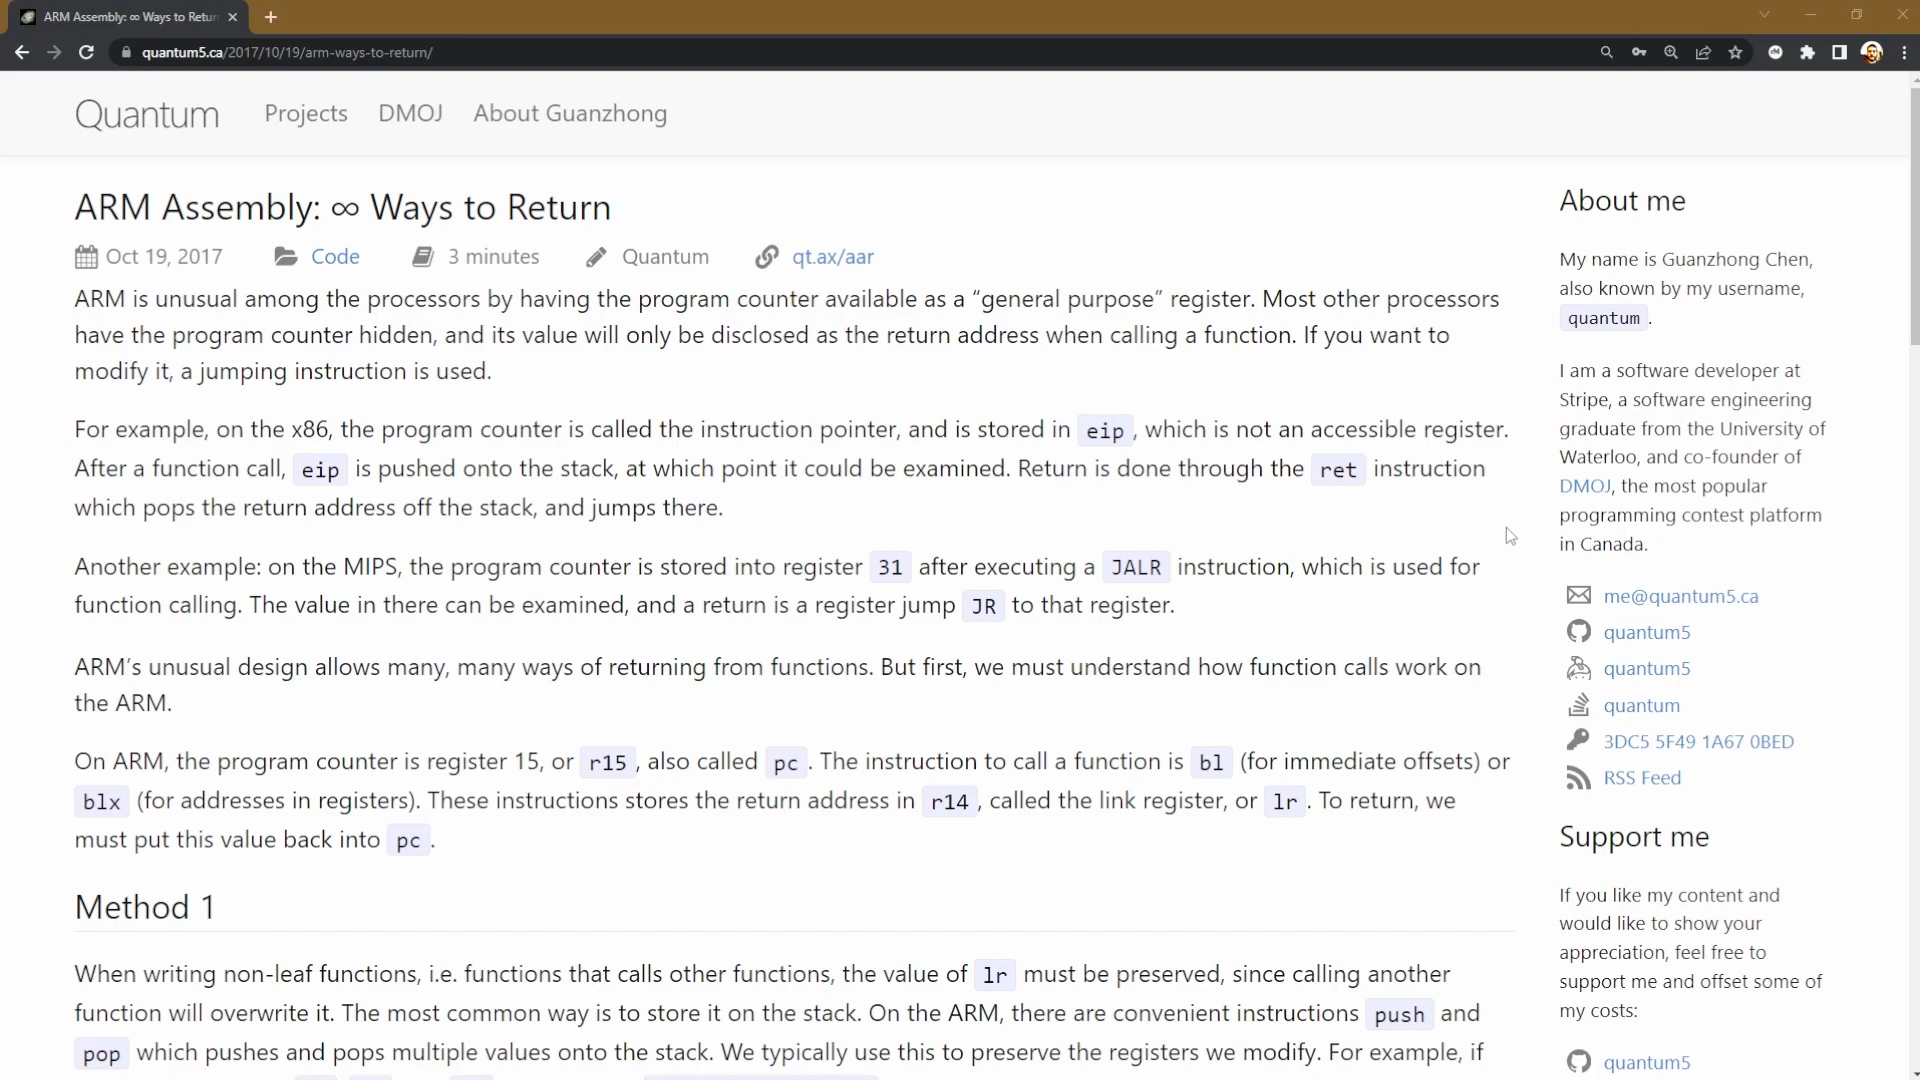 ARM Assembly: ∞ Ways to Return
quantum5.ca/2017/10/19/arm-ways-to-return/
Quantum Projects DMOJ About Guanzhong
ARM Assembly: ∞ Ways to Return
Oct 19, 2017 Code 3 minutes Quantum qt.ax/aar
ARM is unusual among the processors by having the program counter available as a “general purpose” register. Most other processors
have the program counter hidden, and its value will only be disclosed as the return address when calling a function. If you want to
modify it, a jumping instruction is used.
For example, on the x86, the program counter is called the instruction pointer, and is stored in eip, which is not an accessible register.
After a function call, eip is pushed onto the stack, at which point it could be examined. Return is done through the ret instruction
which pops the return address off the stack, and jumps there.
Another example: on the MIPS, the program counter is stored into register 31 after executing a JALR instruction, which is used for
function calling. The value in there can be examined, and a return is a register jump JR to that register.
ARM’s unusual design allows many, many ways of returning from functions. But first, we must understand how function calls work on
the ARM.
On ARM, the program counter is register 15, or r15, also called pc. The instruction to call a function is bl (for immediate offsets) or
blx (for addresses in registers). These instructions stores the return address in r14, called the link register, or lr. To return, we
must put this value back into pc.
Method 1
When writing non-leaf functions, i.e. functions that calls other functions, the value of lr must be preserved, since calling another
function will overwrite it. The most common way is to store it on the stack. On the ARM, there are convenient instructions push and
pop which pushes and pops multiple values onto the stack. We typically use this to preserve the registers we modify. For example, if
About me
My name is Guanzhong Chen,
also known by my username,
quantum.
I am a software developer at
Stripe, a software engineering
graduate from the University of
Waterloo, and co-founder of
DMOJ, the most popular
programming contest platform
in Canada.
me@quantum5.ca
quantum5
quantum5
quantum
3DC5 5F49 1A67 0BED
RSS Feed
Support me
If you like my content and
would like to show your
appreciation, feel free to
support me and offset some of
my costs:
quantum5